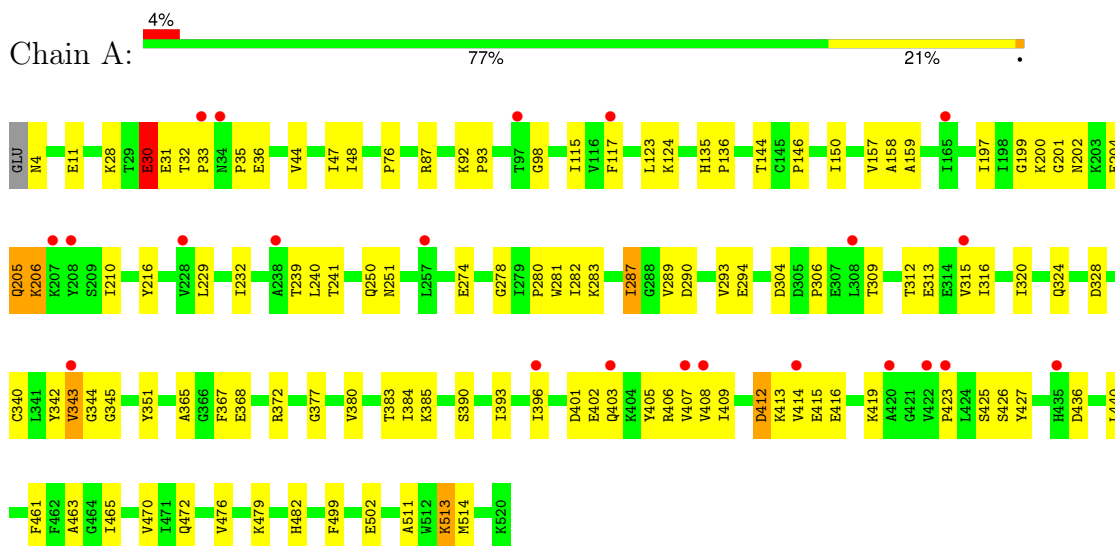 4%
Chain A:
77% 21% •
GLU N4 E11 K28 T29 E30 E31 T32 P33 N34 P35 E36 V44 I47 I48 P76 R87 K92 P93 T97 G98 I115 V116 F117 L123 K124 H135 P136 T144 C145 P146 I150 V157 A158 A159 I165 I197 I198 G199 K200 G201 N202 K203
Q205 K206 K207 Y208 S209 I210 Y216 V228 L229 I232 A238 T239 L240 T241 Q250 N251 L257 E274 G278 I279 P280 W281 I282 K283 I287 G288 V289 D290 V293 E294 D304 D305 P306 E307 L308 T309 T312 E313 E314 V315 I316 I320 Q324 D328
C340 L341 Y342 V343 G344 G345 Y351 A365 G366 F367 E368 R372 G377 V380 T383 I384 K385 S390 I393 I396 D401 E402 Q403 K404 Y405 R406 V407 V408 I409 D412 K413 V414 E415 E416 K419 A420 G421 V422 P423 L424 S425 S426 Y427 H435 D436
F461 F462 A463 G464 I465 V470 I471 Q472 V476 K479 H482 F499 E502 A511 W512 K513 M514 K520